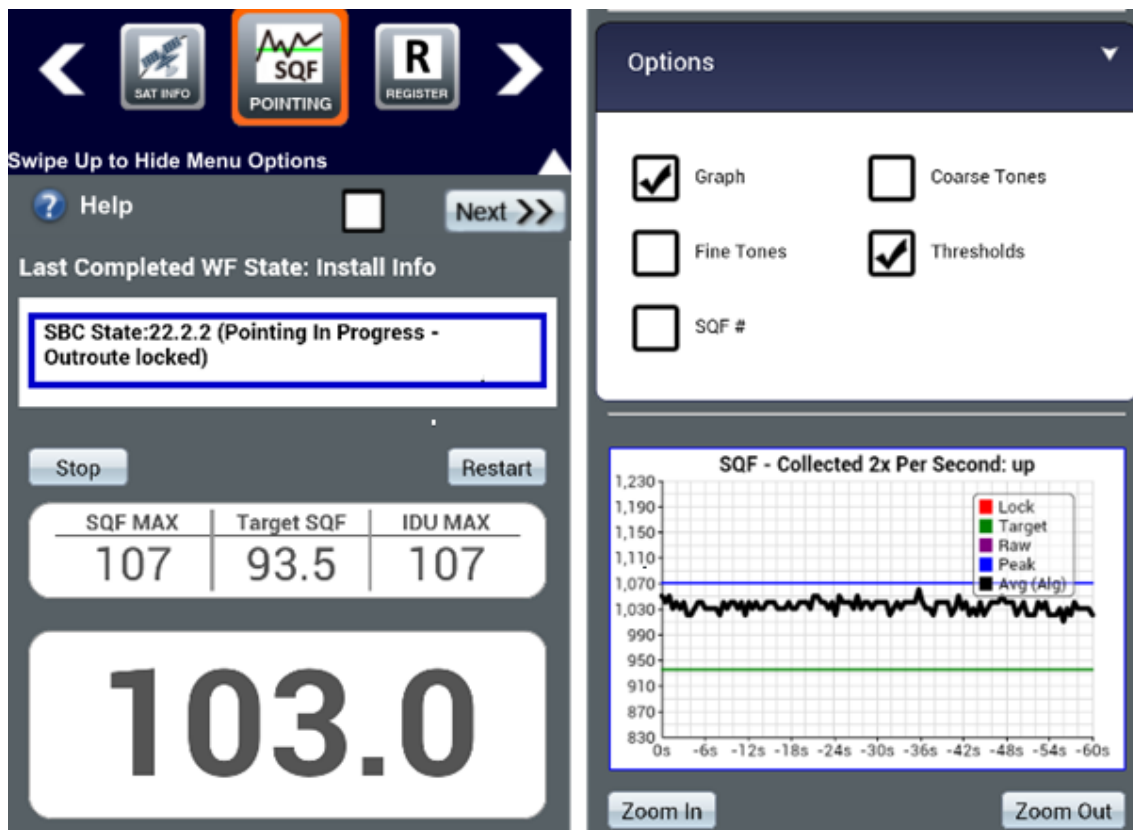 SAT INFO
SQF
POINTING
R
REGISTER
Swipe Up to Hide Menu Options
? Help
Next >>
Last Completed WF State: Install Info
SBC State:22.2.2 (Pointing In Progress -
Outroute locked)
Stop
Restart
SQF MAX Target SQF IDU MAX
107 93.5 107
103.0
Options
Graph
Coarse Tones
Fine Tones
Thresholds
SQF #
SQF - Collected 2x Per Second: up
1,230
1,190
1,150
1,110
1,070
1,030
990
950
910
870
830
Lock
Target
Raw
Peak
Avg (Alg)
0s -6s -12s -18s -24s -30s -36s -42s -48s -54s -60s
Zoom In
Zoom Out